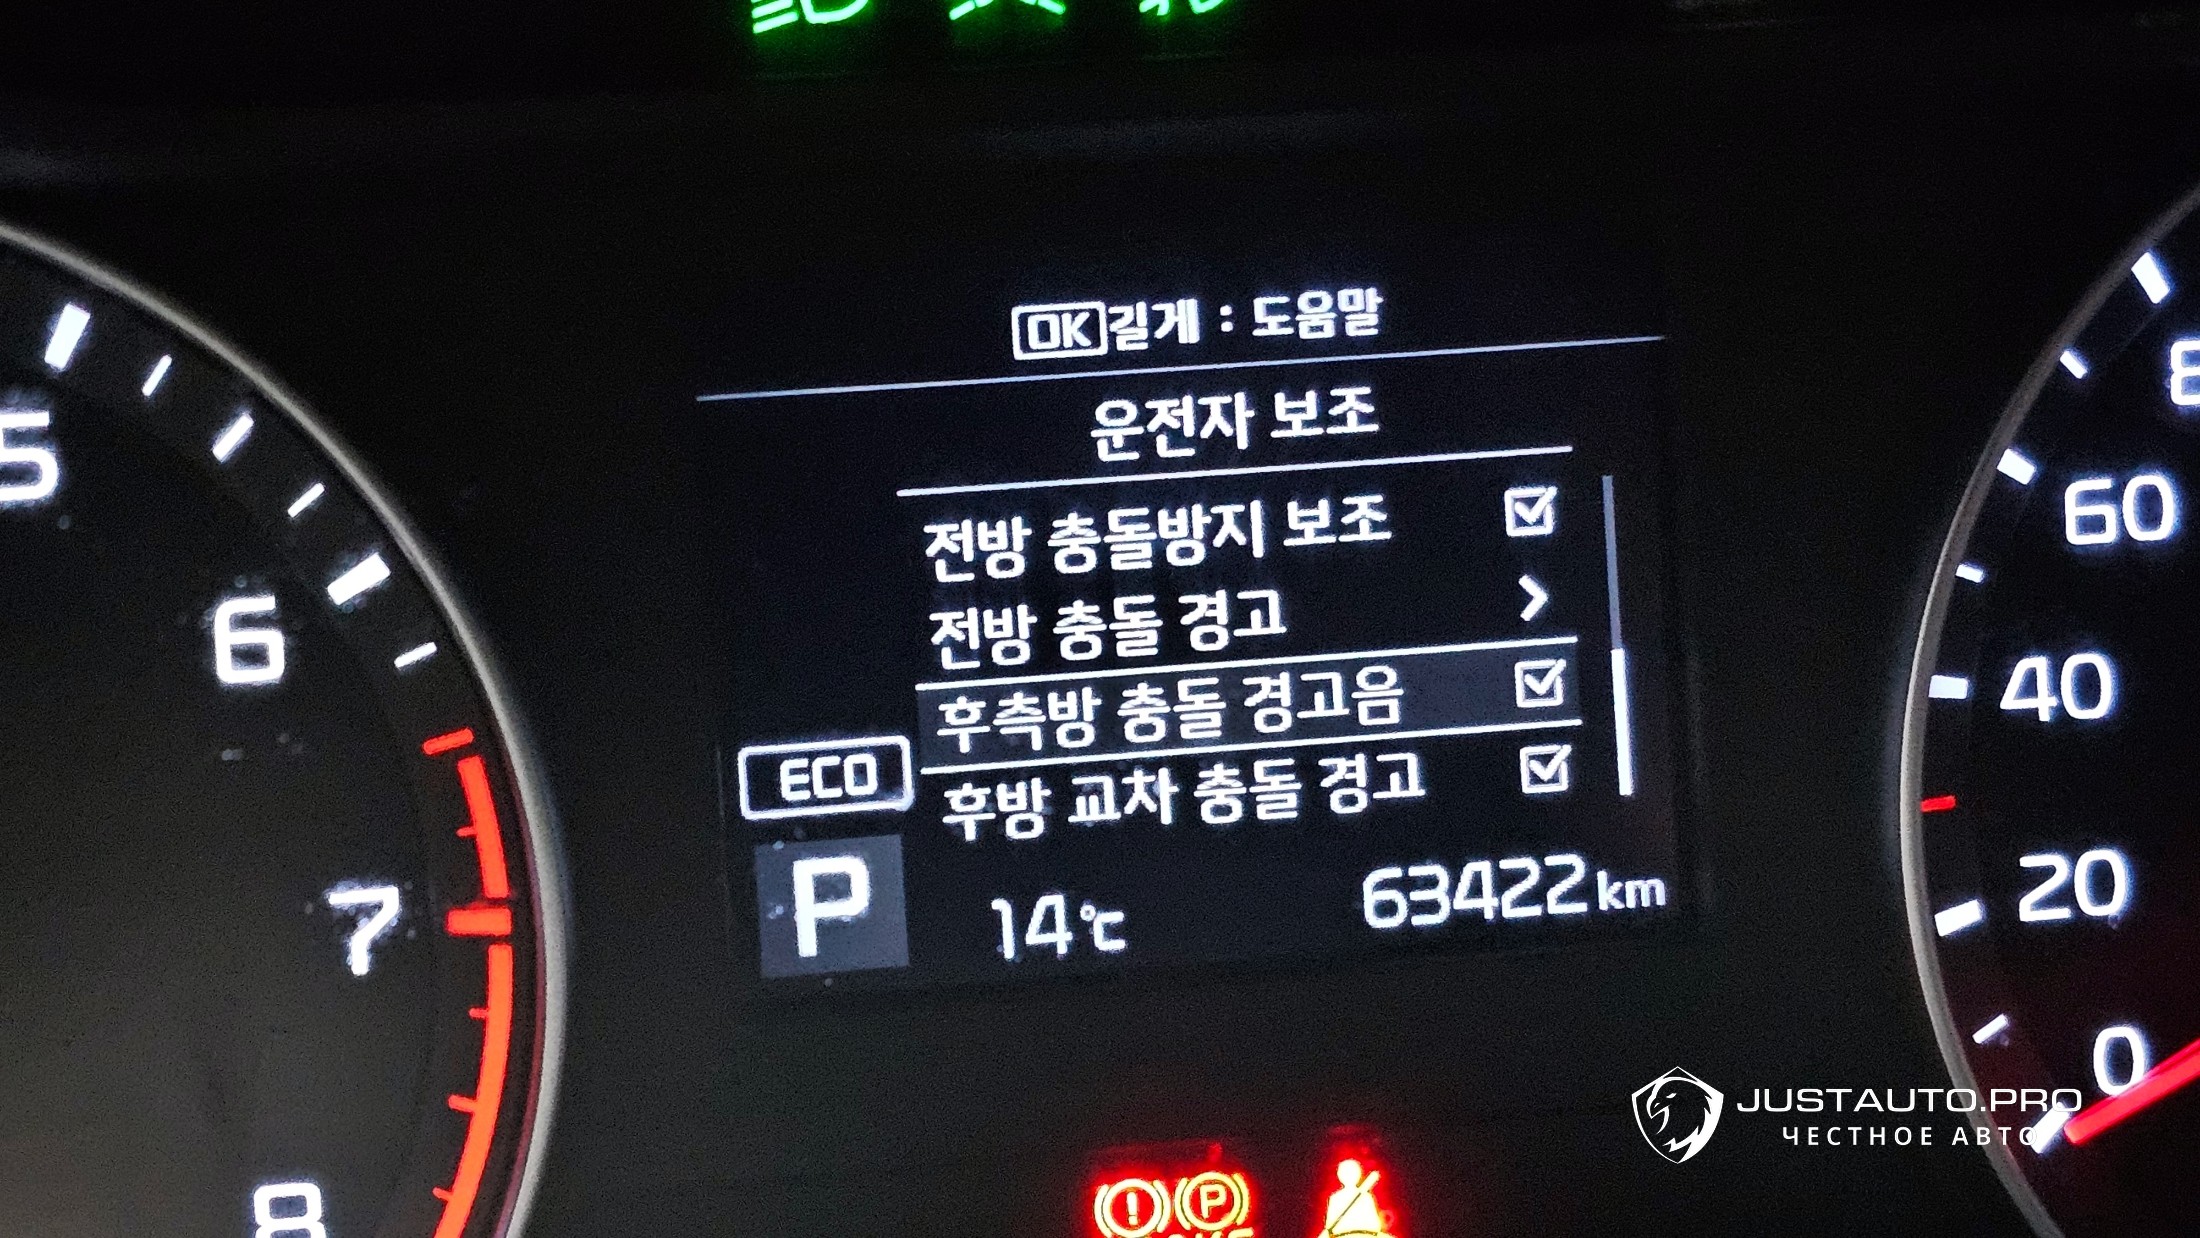 OK길게 : 도움말
운전자 보조
전방 충돌방지 보조
전방 충돌 경고
후측방 충돌 경고음
후방 교차 충돌 경고
ECO
P
14℃
63422km
5
6
7
8
8
60
40
20
0
JUSTAUTO.PRO
ЧЕСТНОЕ АВТО
P